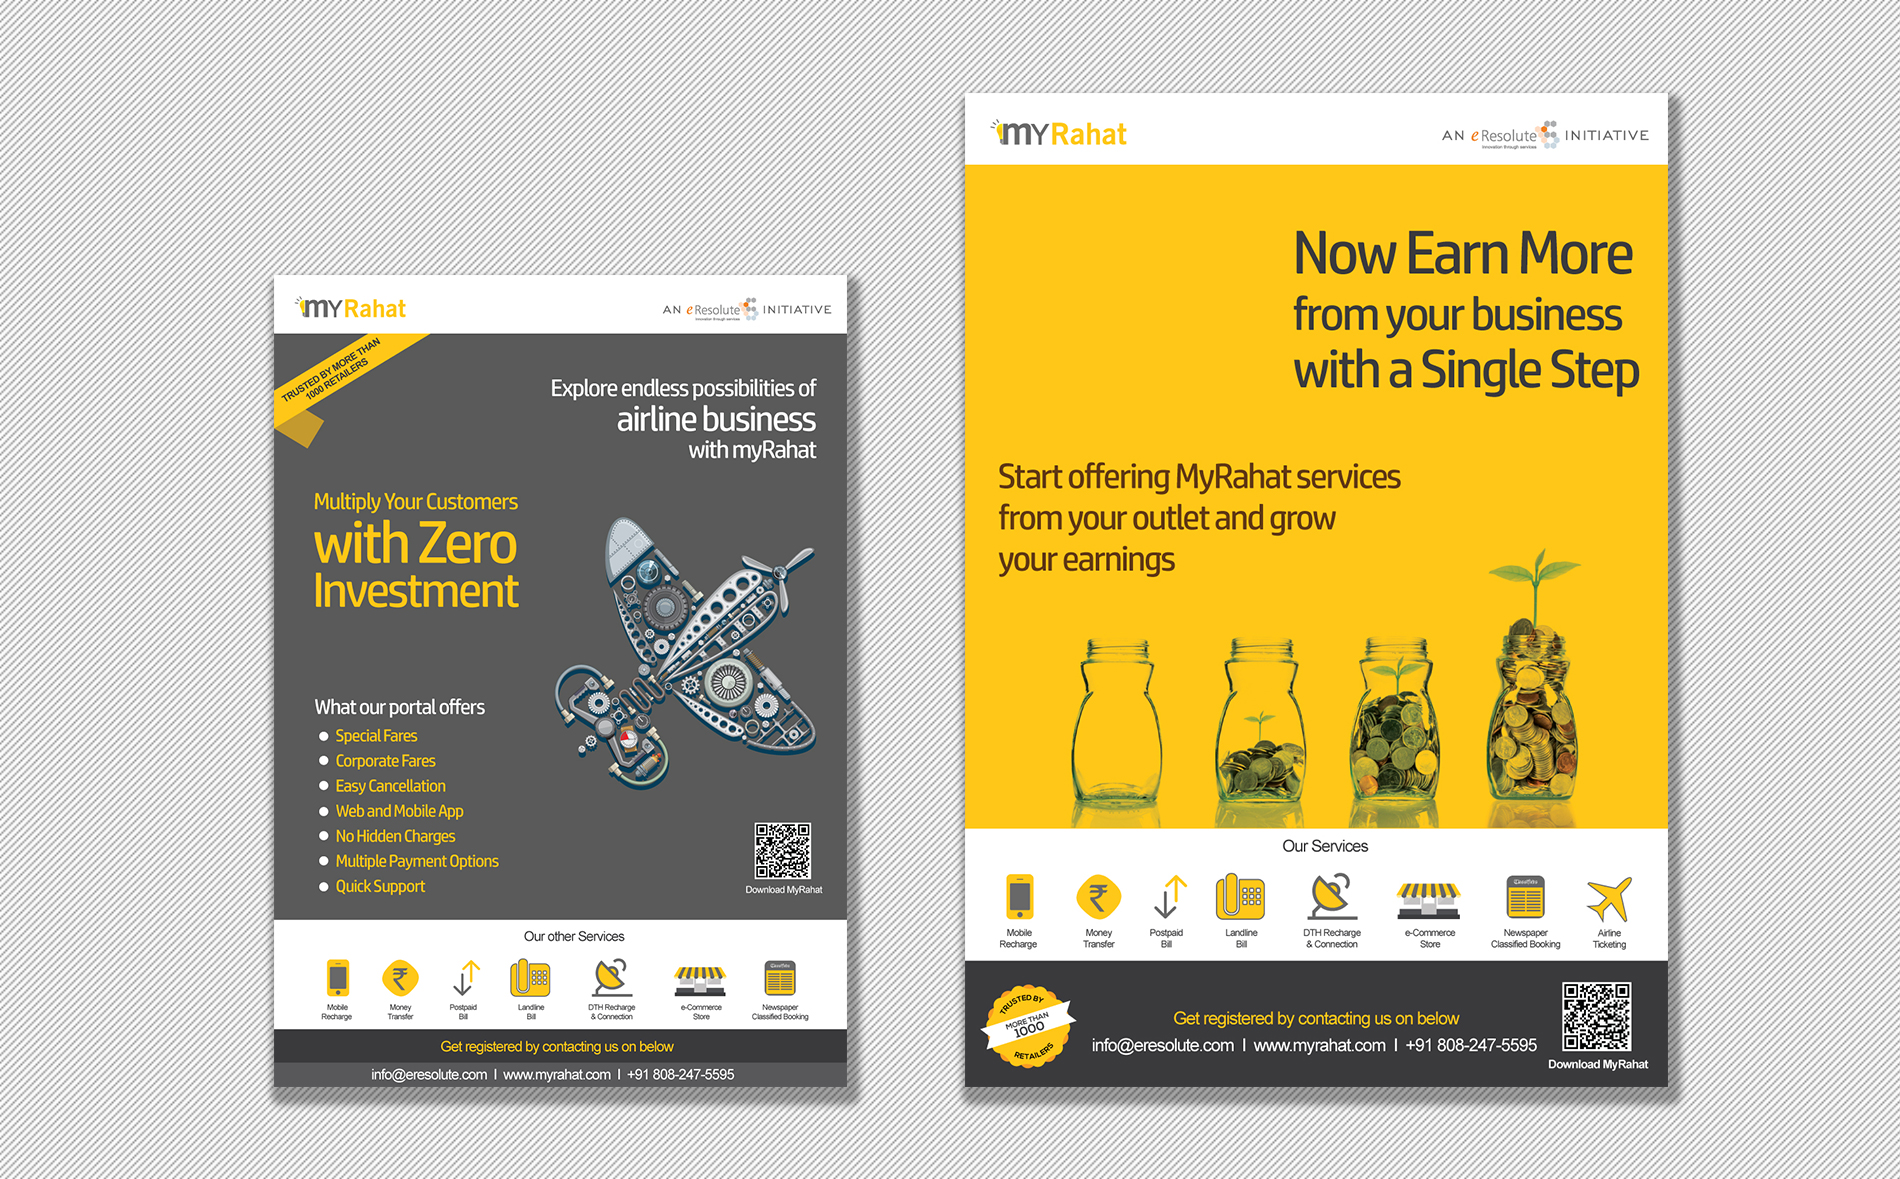 myRahat
AN eResolute INITIATIVE
innovation through services
TRUSTED BY MORE THAN
1000 RETAILERS
Explore endless possibilities of
airline business
with myRahat
Multiply Your Customers
with Zero
Investment
What our portal offers
Special Fares
Corporate Fares
Easy Cancellation
Web and Mobile App
No Hidden Charges
Multiple Payment Options
Quick Support
Download MyRahat
Our other Services
Classifieds
Mobile
Recharge
Money
Transfer
Postpaid
Bill
Landline
Bill
DTH Recharge
& Connection
e-Commerce
Store
Newspaper
Classified Booking
Get registered by contacting us on below
info@eresolute.com | www.myrahat.com | +91 808-247-5595
myRahat
AN eResolute INITIATIVE
innovation through services
Now Earn More
from your business
with a Single Step
Start offering MyRahat services
from your outlet and grow
your earnings
Our Services
₹
Classifieds
Mobile
Recharge
Money
Transfer
Postpaid
Bill
Landline
Bill
DTH Recharge
& Connection
e-Commerce
Store
Newspaper
Classified Booking
Airline
Ticketing
TRUSTED BY
MORE THAN
1000
RETAILERS
Get registered by contacting us on below
info@eresolute.com | www.myrahat.com | +91 808-247-5595
Download MyRahat